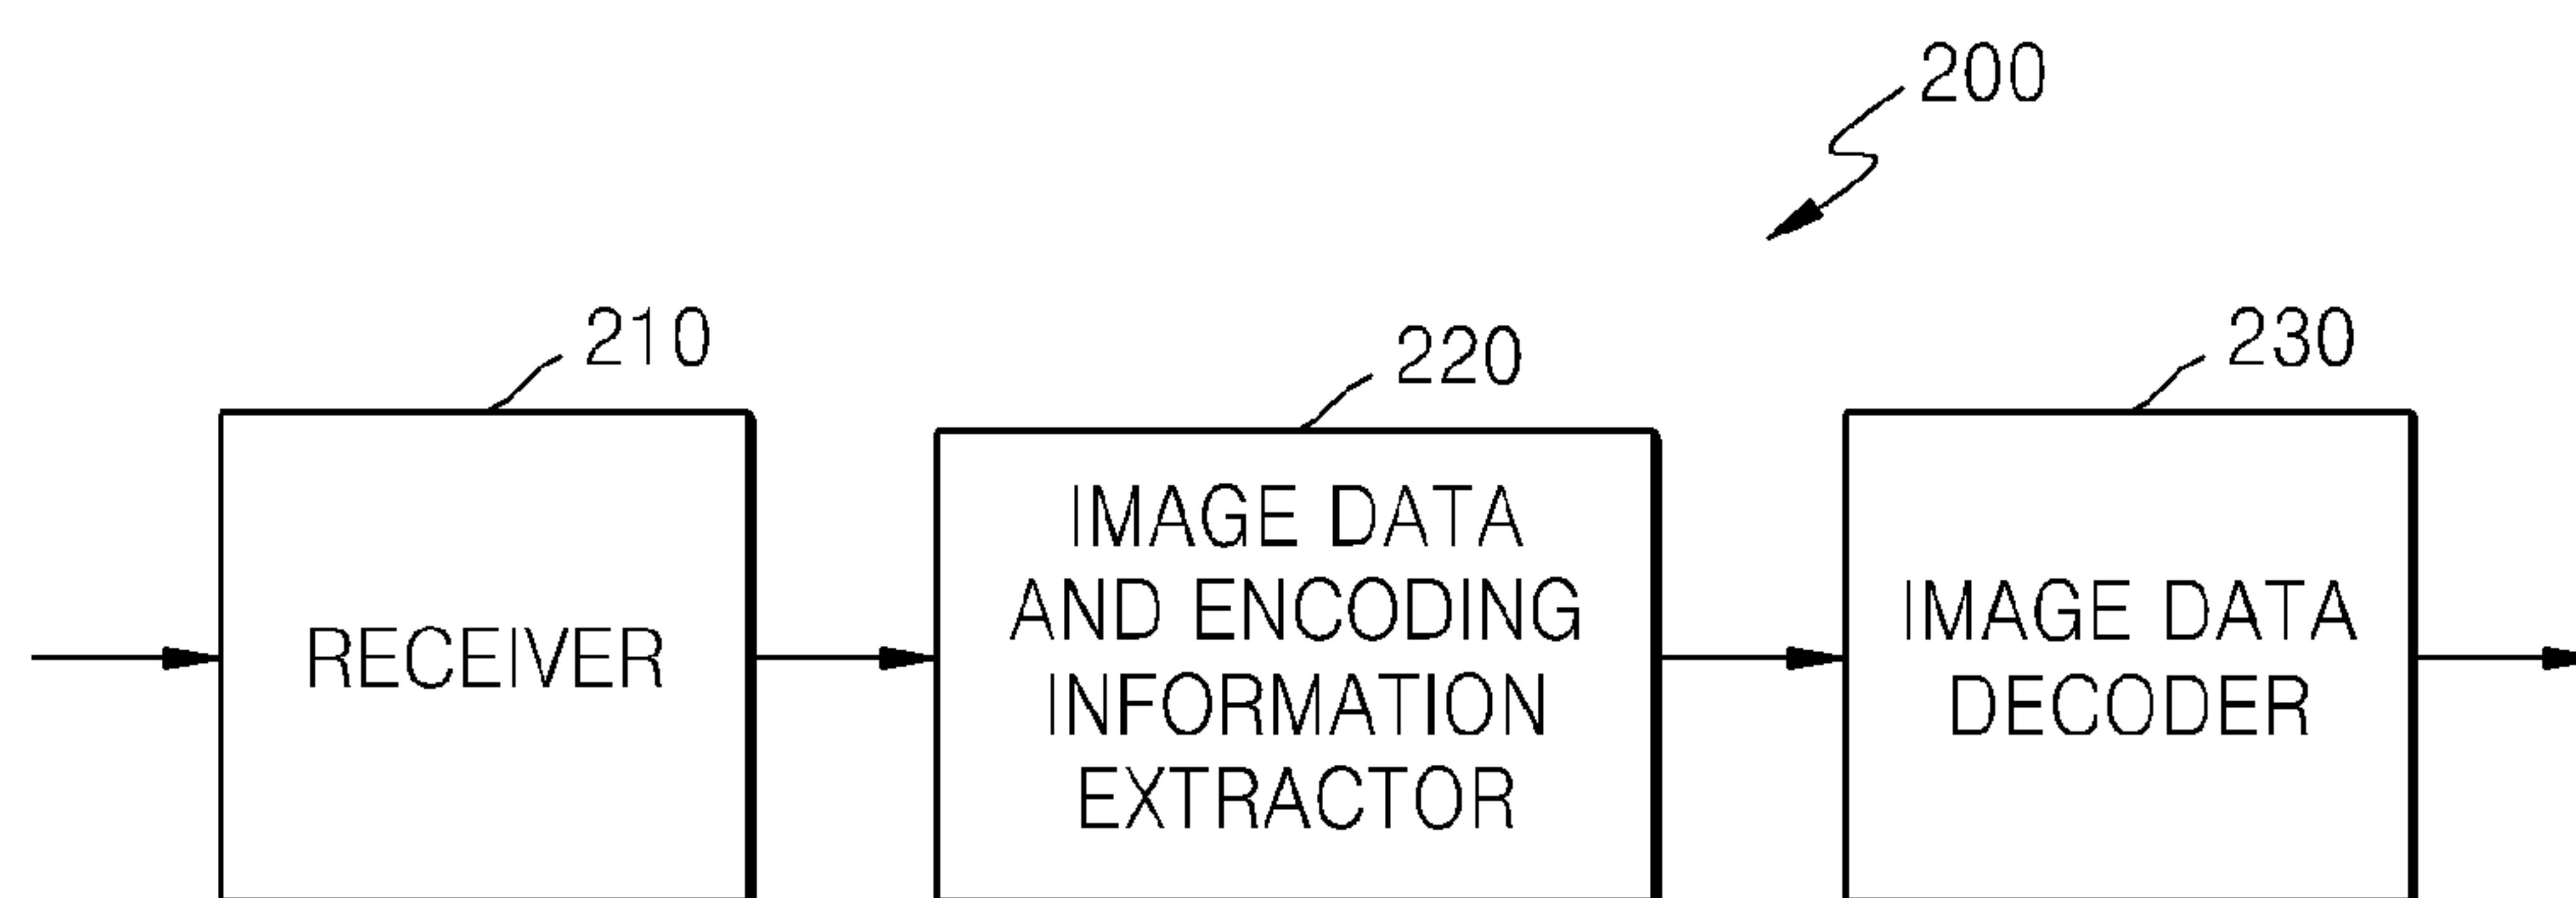 200
210
220
230
RECEIVER
IMAGE DATA
AND ENCODING
INFORMATION
EXTRACTOR
IMAGE DATA
DECODER